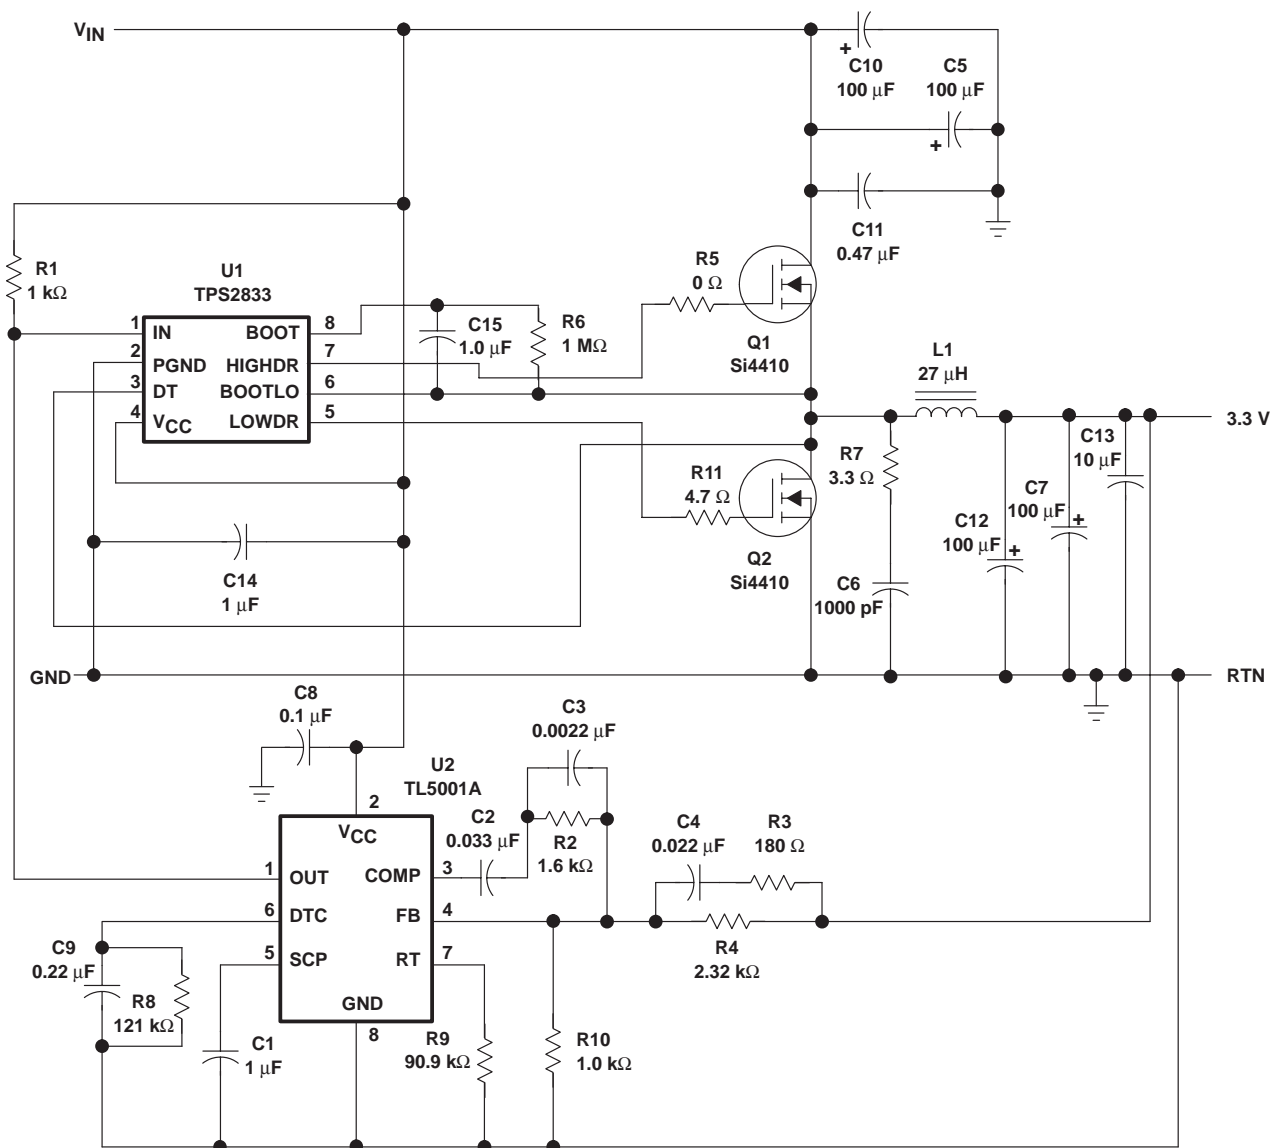 VIN
+
C10
100 µF
C5
100 µF
+
C11
0.47 µF
R1
1 kΩ
U1
TPS2833
1 IN
2 PGND
3 DT
4 VCC
BOOT 8
HIGHDR 7
BOOTLO 6
LOWDR 5
C15
1.0 µF
R6
1 MΩ
R5
0 Ω
Q1
Si4410
L1
27 µH
3.3 V
R11
4.7 Ω
Q2
Si4410
R7
3.3 Ω
C6
1000 pF
C12
100 µF
+
C7
100 µF
+
C13
10 µF
C14
1 µF
GND
RTN
C8
0.1 µF
U2
TL5001A
2
VCC
1 OUT
6 DTC
5 SCP
COMP 3
FB 4
RT 7
GND
8
C2
0.033 µF
C3
0.0022 µF
R2
1.6 kΩ
C4
0.022 µF
R3
180 Ω
R4
2.32 kΩ
C9
0.22 µF
R8
121 kΩ
C1
1 µF
R9
90.9 kΩ
R10
1.0 kΩ